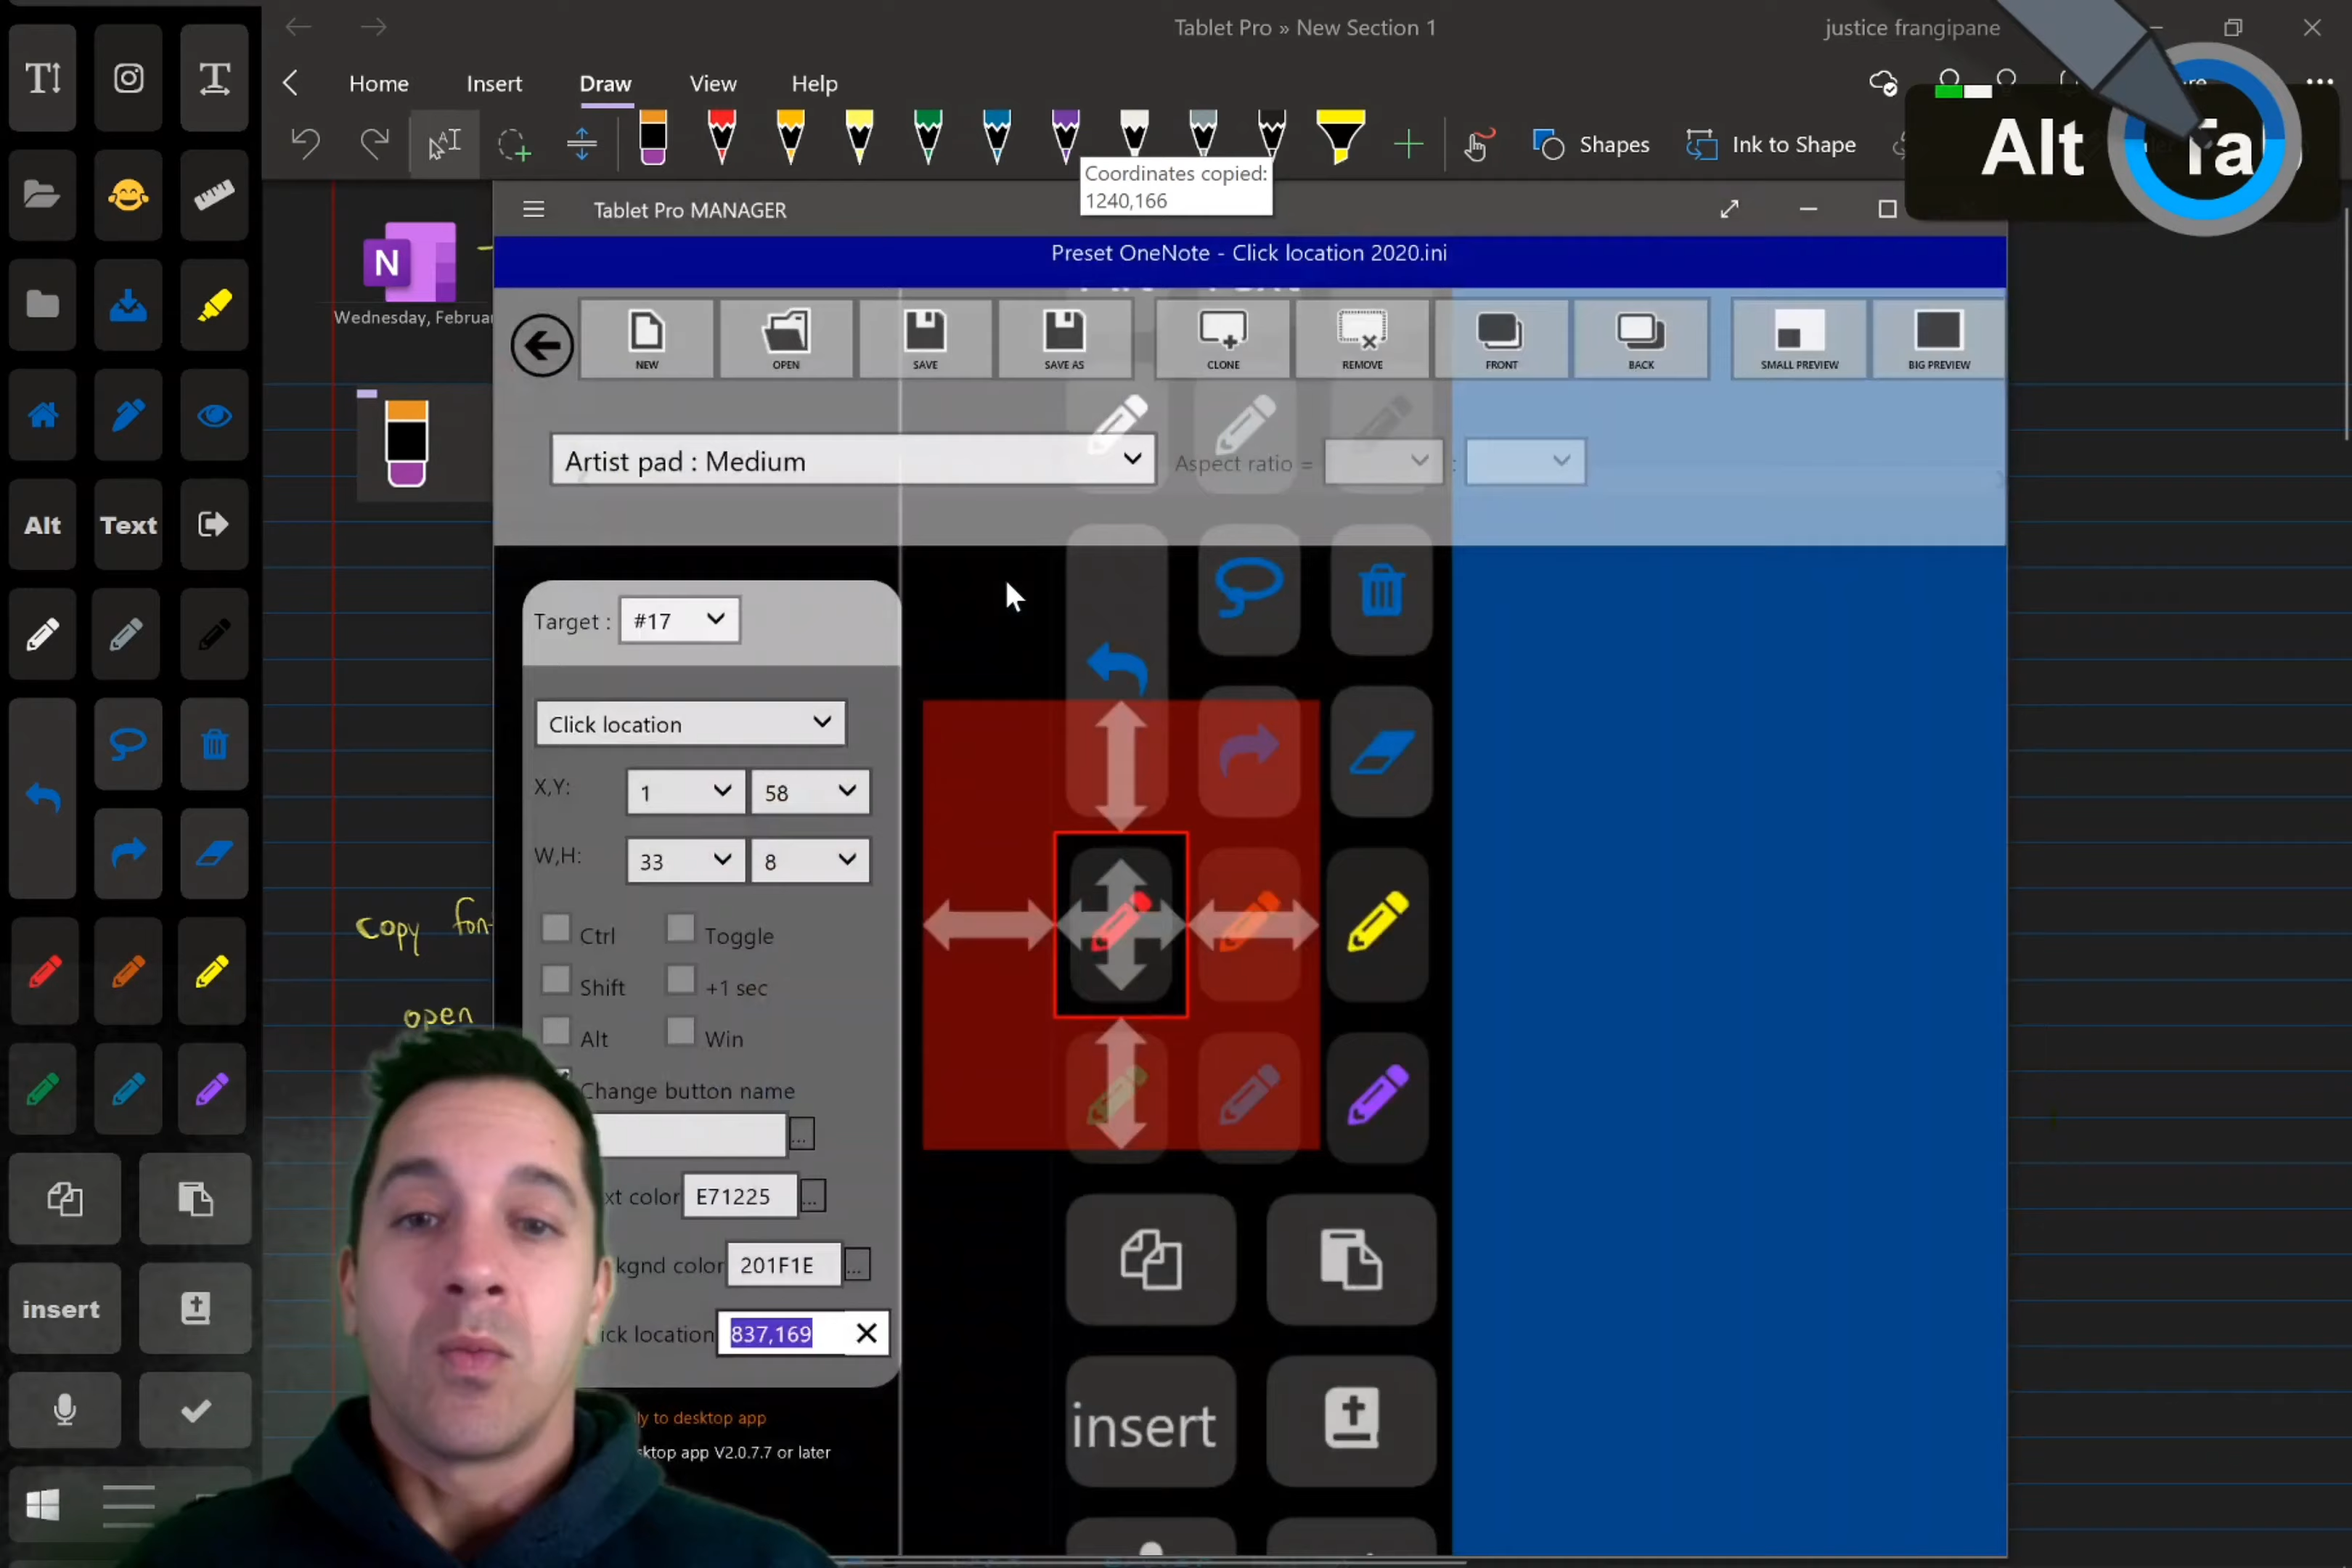 Tablet Pro » New Section 1
justice frangipane
Home
Insert
Draw
View
Help
Shapes
Ink to Shape
Alt
Coordinates copied:
1240,166
Tablet Pro MANAGER
Preset OneNote - Click location 2020.ini
N
Wednesday, Februar
NEW
OPEN
SAVE
SAVE AS
CLONE
REMOVE
FRONT
BACK
SMALL PREVIEW
BIG PREVIEW
Artist pad : Medium
Aspect ratio =
:
Alt
Text
Target :
#17
Click location
X,Y:
1
58
W,H:
33
8
Ctrl
Toggle
Shift
+1 sec
Alt
Win
Change button name
...
xt color
E71225
...
kgnd color
201F1E
...
ick location
837,169
ly to desktop app
sktop app V2.0.7.7 or later
copy fon
open
insert
insert